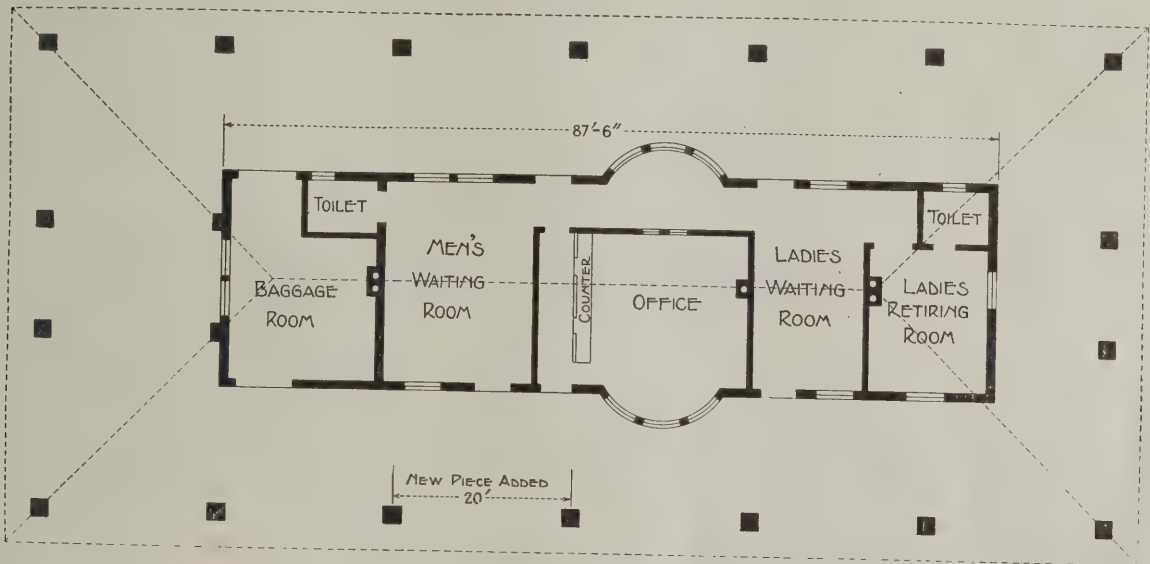 87'-6"
TOILET
MEN'S
WAITING
ROOM
BAGGAGE
ROOM
COUNTER
OFFICE
LADIES
WAITING
ROOM
TOILET
LADIES
RETIRING
ROOM
NEW PIECE ADDED
20'